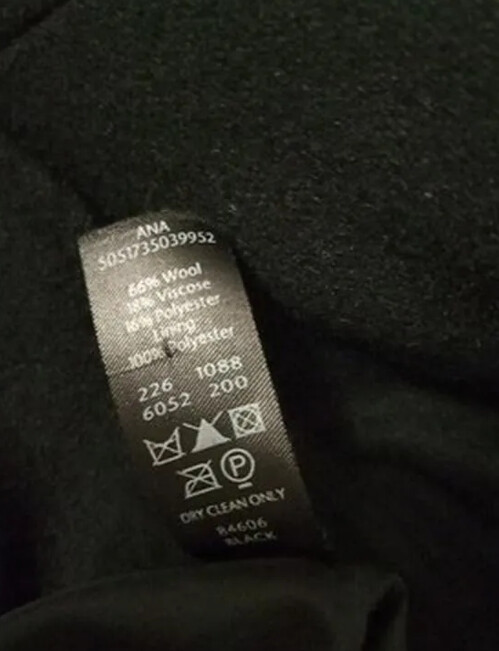 ANA
5051735039952
66% Wool
18% Viscose
16% Polyester
Lining
100% Polyester
226 1088
6052 200
P
DRY CLEAN ONLY
84606
BLACK